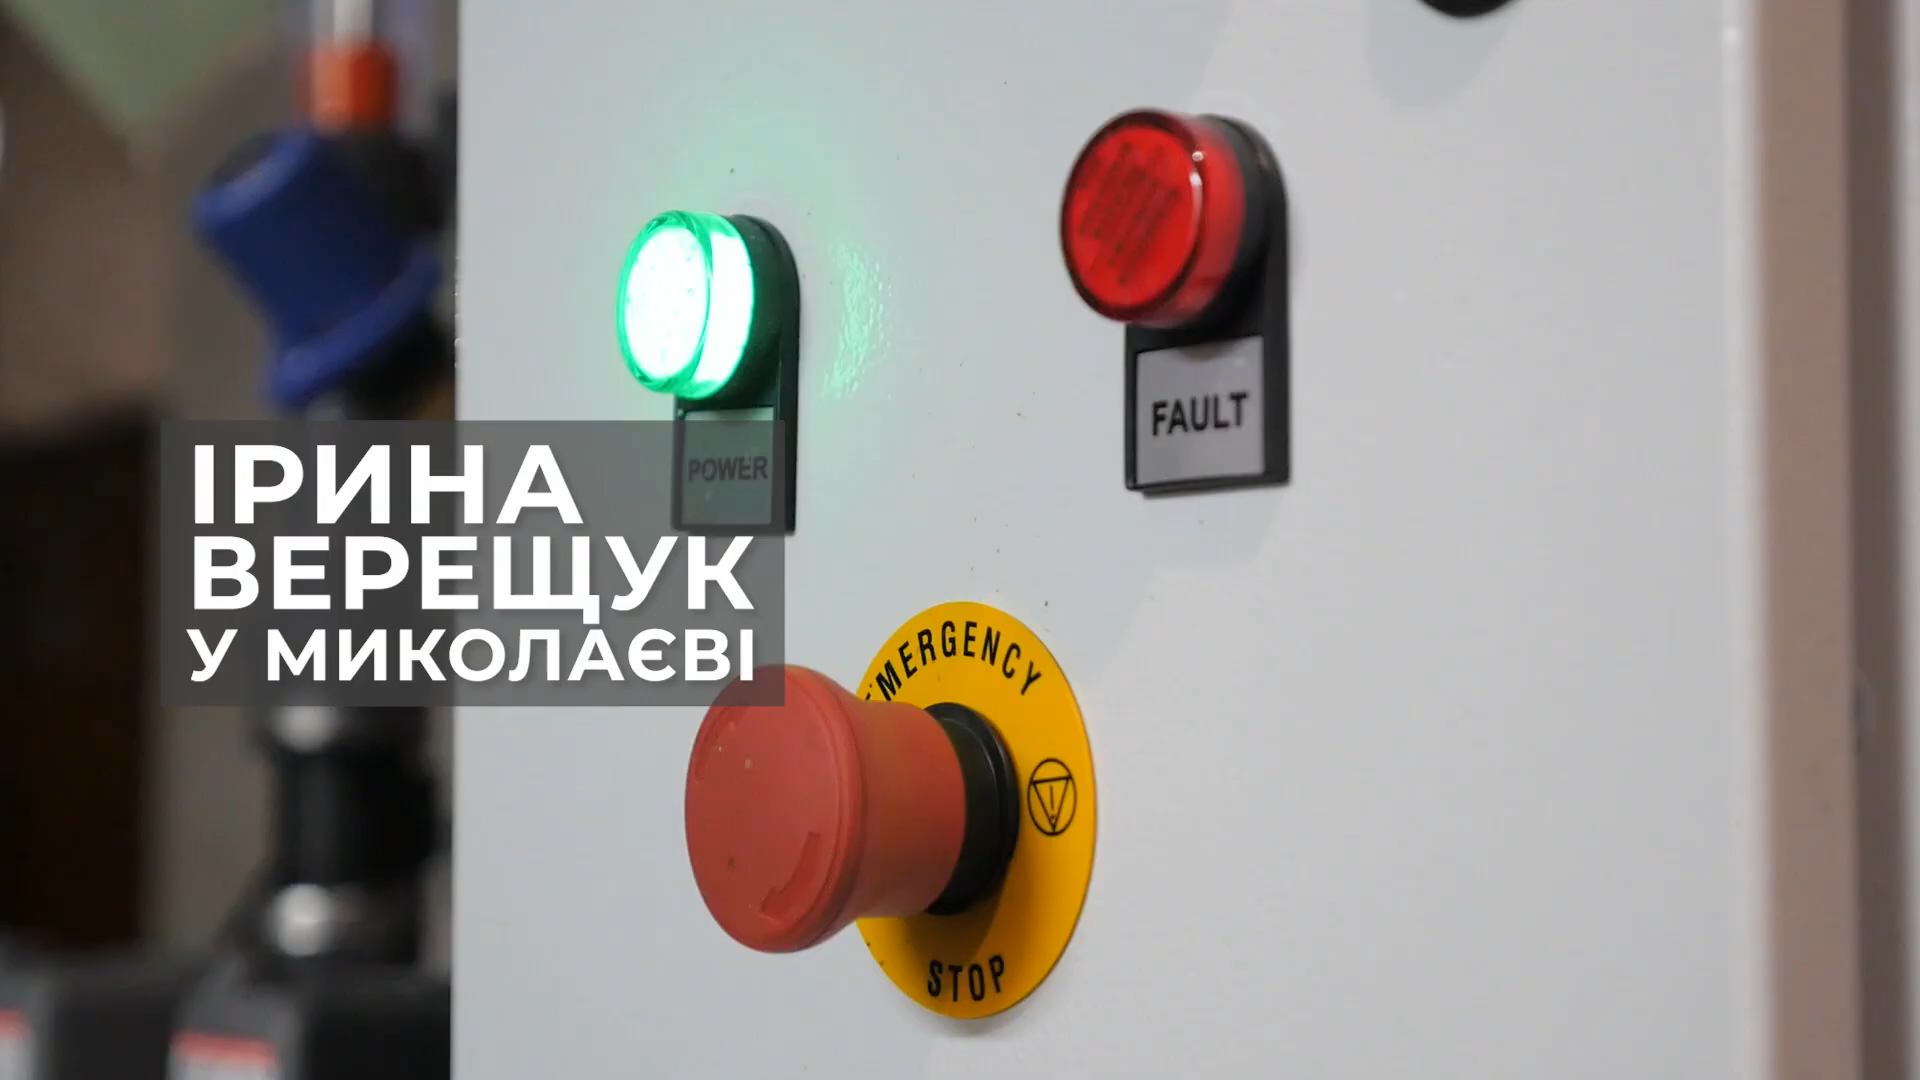 FAULT
POWER
ІРИНА
ВЕРЕЩУК
У МИКОЛАЄВІ
EMERGENCY
STOP